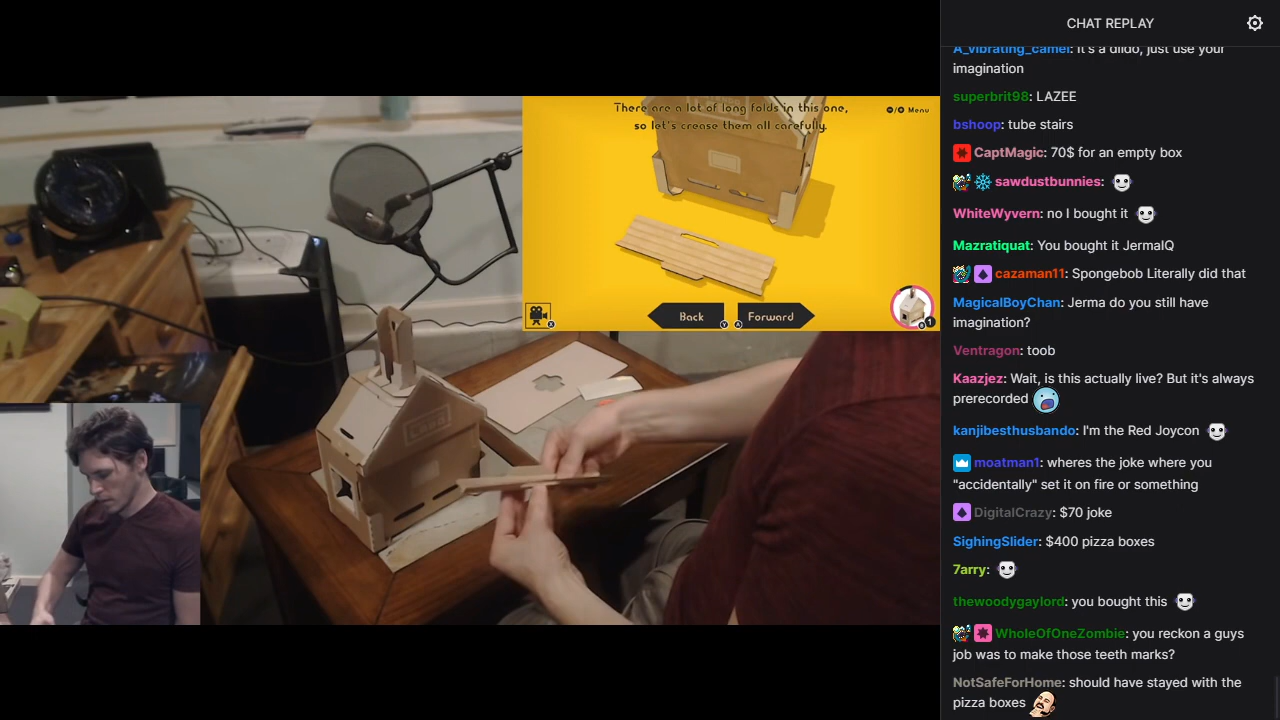 CHAT REPLAY
A_vibrating_camel: it's a dildo, just use your
imagination
superbrit98: LAZEE
bshoop: tube stairs
CaptMagic: 70$ for an empty box
sawdustbunnies:
WhiteWyvern: no I bought it
Mazratiquat: You bought it JermaIQ
cazaman11: Spongebob Literally did that
MagicalBoyChan: Jerma do you still have
imagination?
Ventragon: toob
Kaazjez: Wait, is this actually live? But it's always
prerecorded
kanjibesthusbando: I'm the Red Joycon
moatman1: wheres the joke where you
"accidentally" set it on fire or something
DigitalCrazy: $70 joke
SighingSlider: $400 pizza boxes
7arry:
thewoodygaylord: you bought this
WholeOfOneZombie: you reckon a guys
job was to make those teeth marks?
NotSafeForHome: should have stayed with the
pizza boxes
There are a lot of long folds in this one,
so let's crease them all carefully.
Menu
Back
Forward
X
Y
A